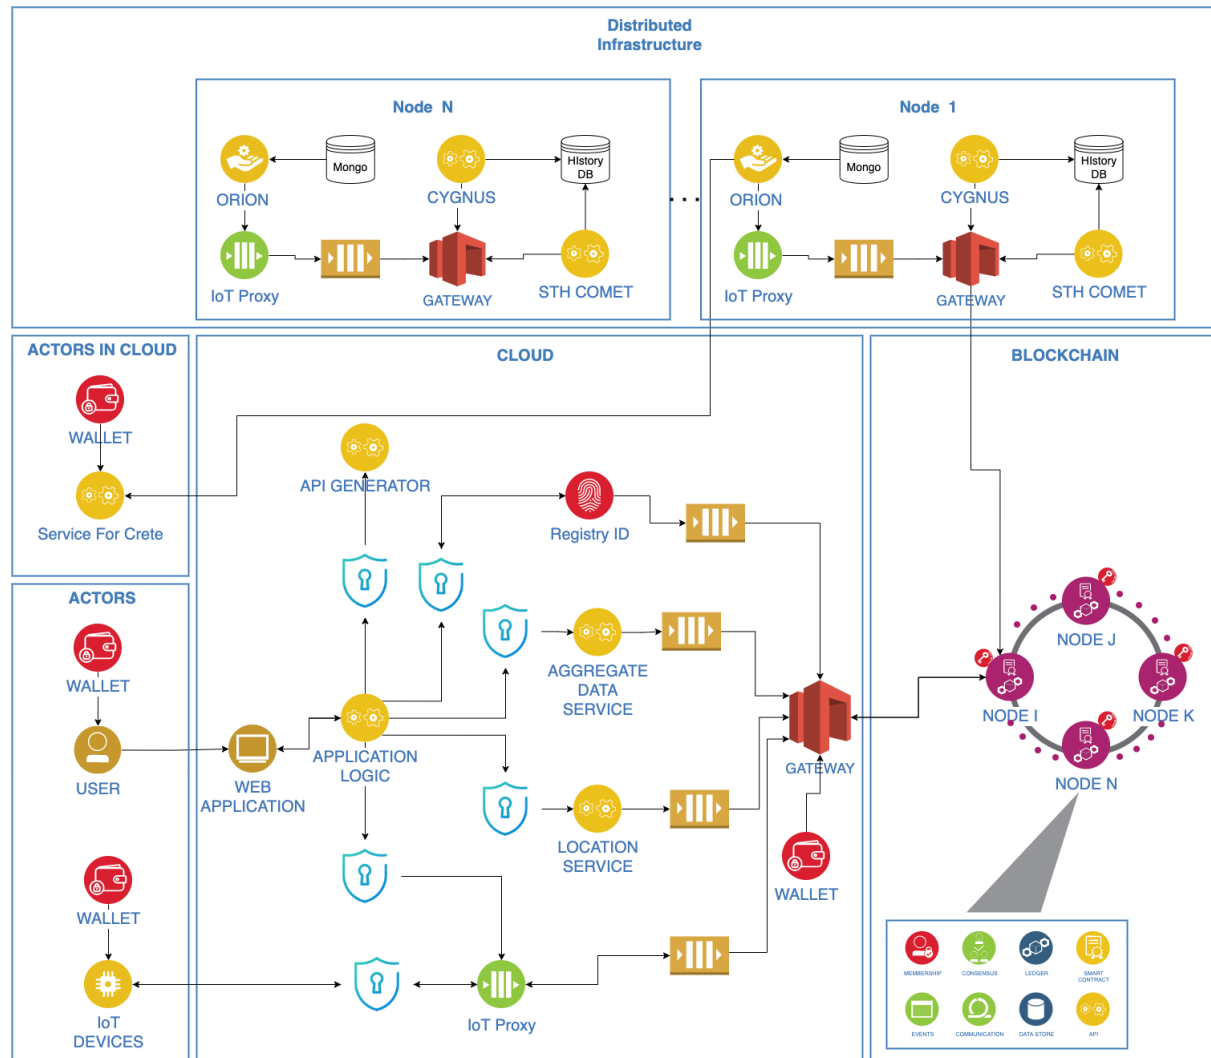 Distributed
Infrastructure
Node N
Node 1
Mongo
HIstory
DB
Mongo
HIstory
DB
ORION
CYGNUS
. . .
ORION
CYGNUS
IoT Proxy
GATEWAY
STH COMET
IoT Proxy
GATEWAY
STH COMET
ACTORS IN CLOUD
WALLET
Service For Crete
CLOUD
API GENERATOR
Registry ID
AGGREGATE
DATA
SERVICE
APPLICATION
LOGIC
WEB
APPLICATION
GATEWAY
LOCATION
SERVICE
WALLET
IoT Proxy
ACTORS
WALLET
USER
WALLET
IoT
DEVICES
BLOCKCHAIN
NODE J
NODE I
NODE K
NODE N
MEMBERSHIP
CONSENSUS
LEDGER
SMART
CONTRACT
EVENTS
COMMUNICATION
DATA STORE
API